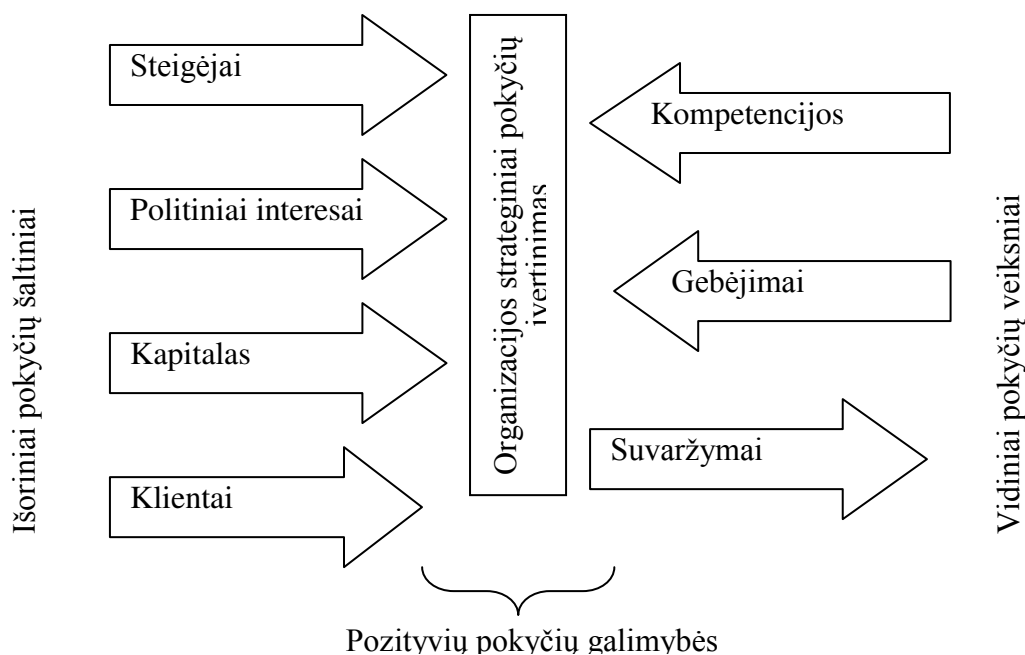 Išoriniai pokyčių šaltiniai
Steigėjai
Politiniai interesai
Kapitalas
Klientai
Organizacijos strateginiai pokyčių
įvertinimas
Kompetencijos
Gebėjimai
Suvaržymai
Vidiniai pokyčių veiksniai
Pozityvių pokyčių galimybės